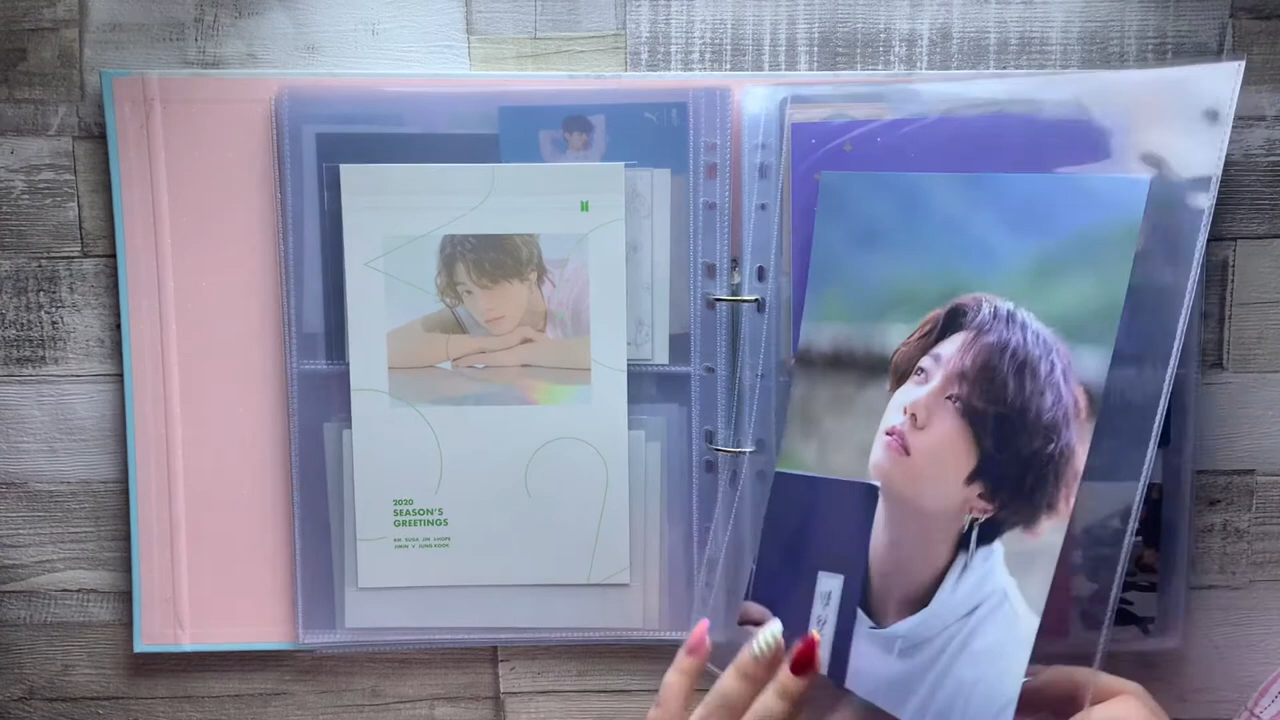 2020
SEASON'S
GREETINGS
RM SUGA JIN J-HOPE
JIMIN V JUNG KOOK